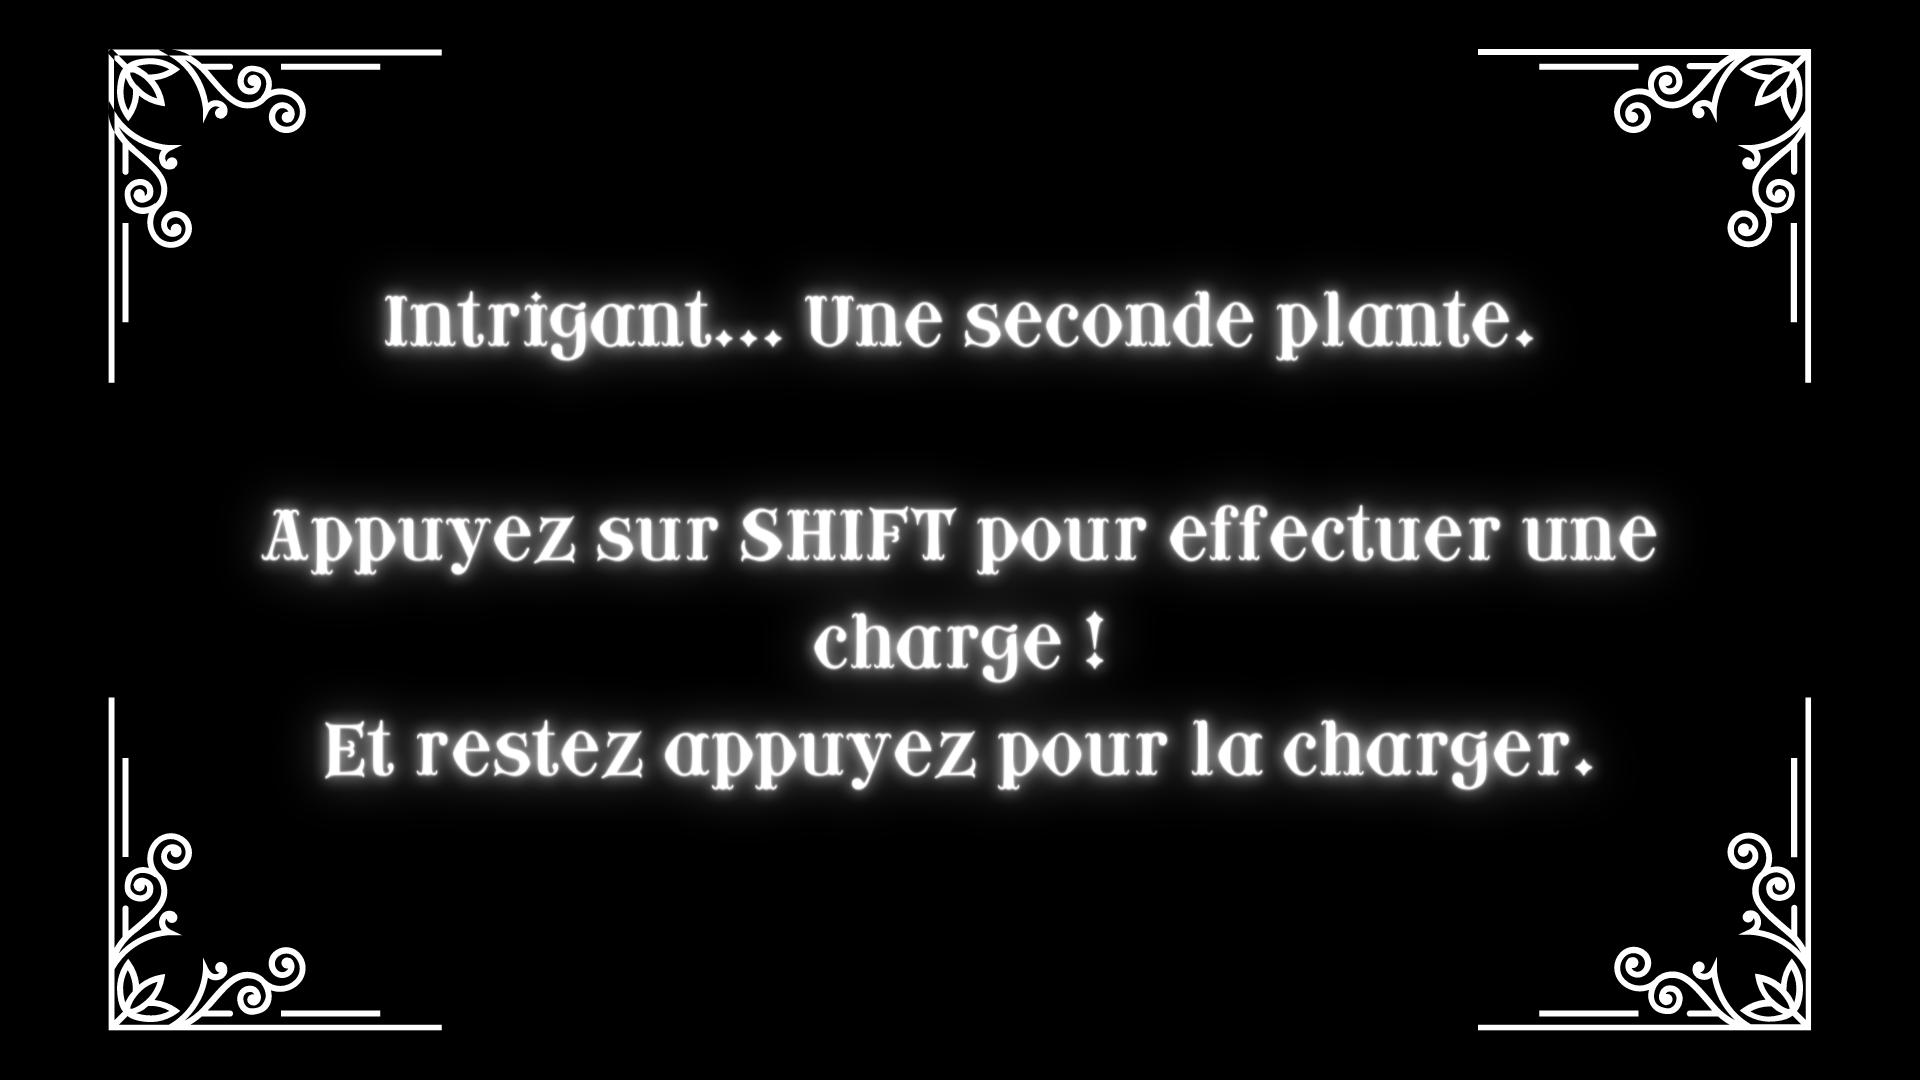 Intrigant... Une seconde plante.
Appuyez sur SHIFT pour effectuer une
charge !
Et restez appuyez pour la charger.